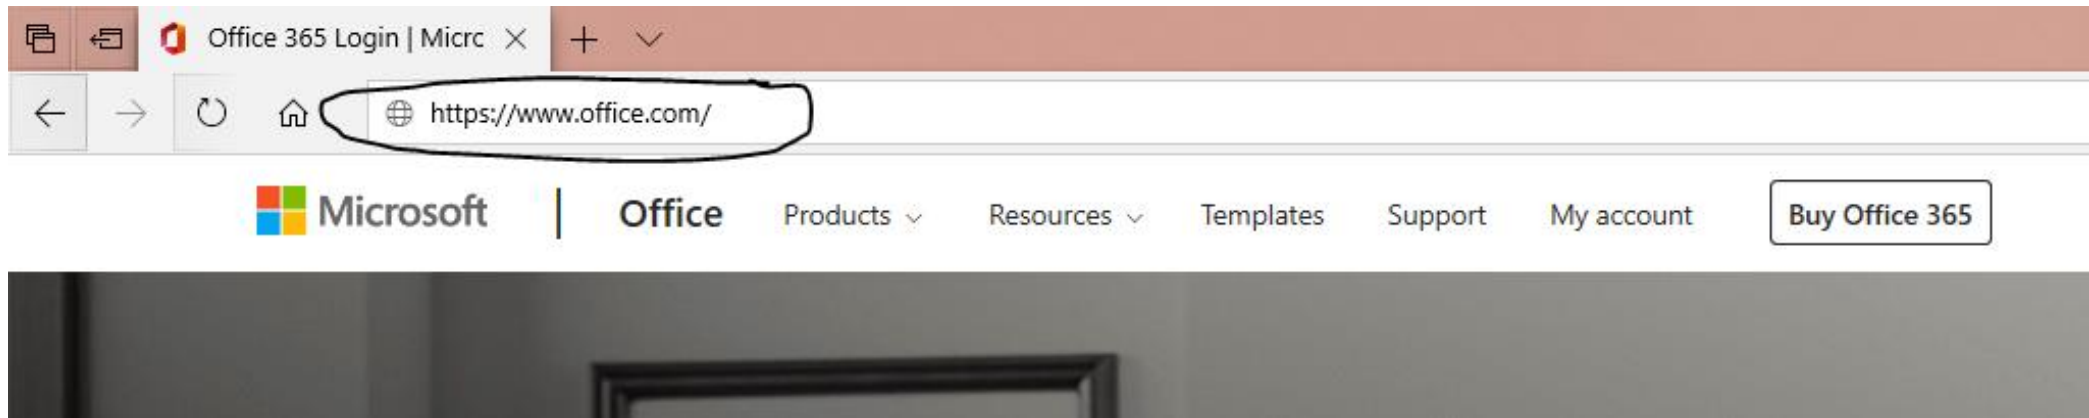 Office 365 Login | Micrc
https://www.office.com/
Microsoft | Office Products Resources Templates Support My account Buy Office 365